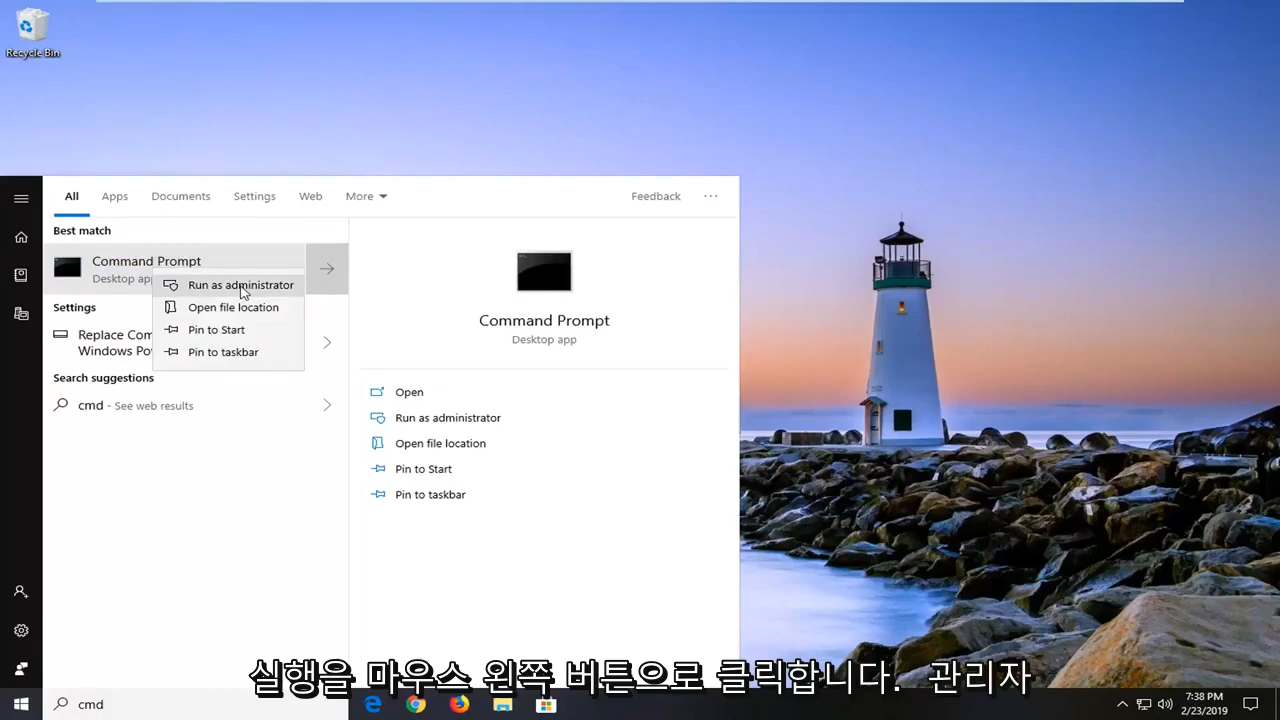 Recycle Bin
All
Apps
Documents
Settings
Web
More
Feedback
Best match
Command Prompt
Desktop app
Run as administrator
Open file location
Pin to Start
Pin to taskbar
Settings
Replace Com
Windows Po
Search suggestions
cmd - See web results
Command Prompt
Desktop app
Open
Run as administrator
Open file location
Pin to Start
Pin to taskbar
실행을 마우스 왼쪽 버튼으로 클릭합니다. 관리자
cmd
7:38 PM
2/23/2019